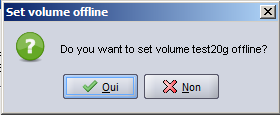 Set volume offline
Do you want to set volume test20g offline?
Oui Non